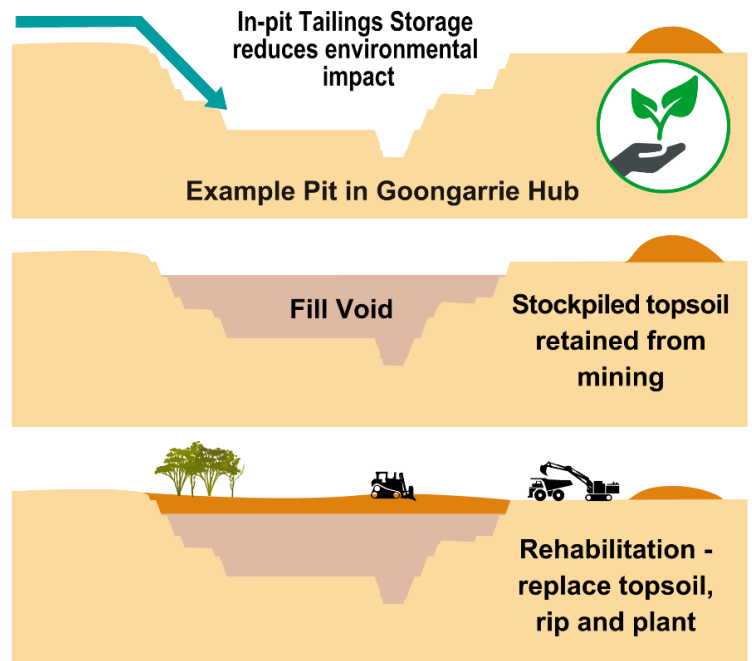 In-pit Tailings Storage
reduces environmental
impact
Example Pit in Goongarrie Hub
Fill Void
Stockpiled topsoil
retained from
mining
Rehabilitation -
replace topsoil,
rip and plant